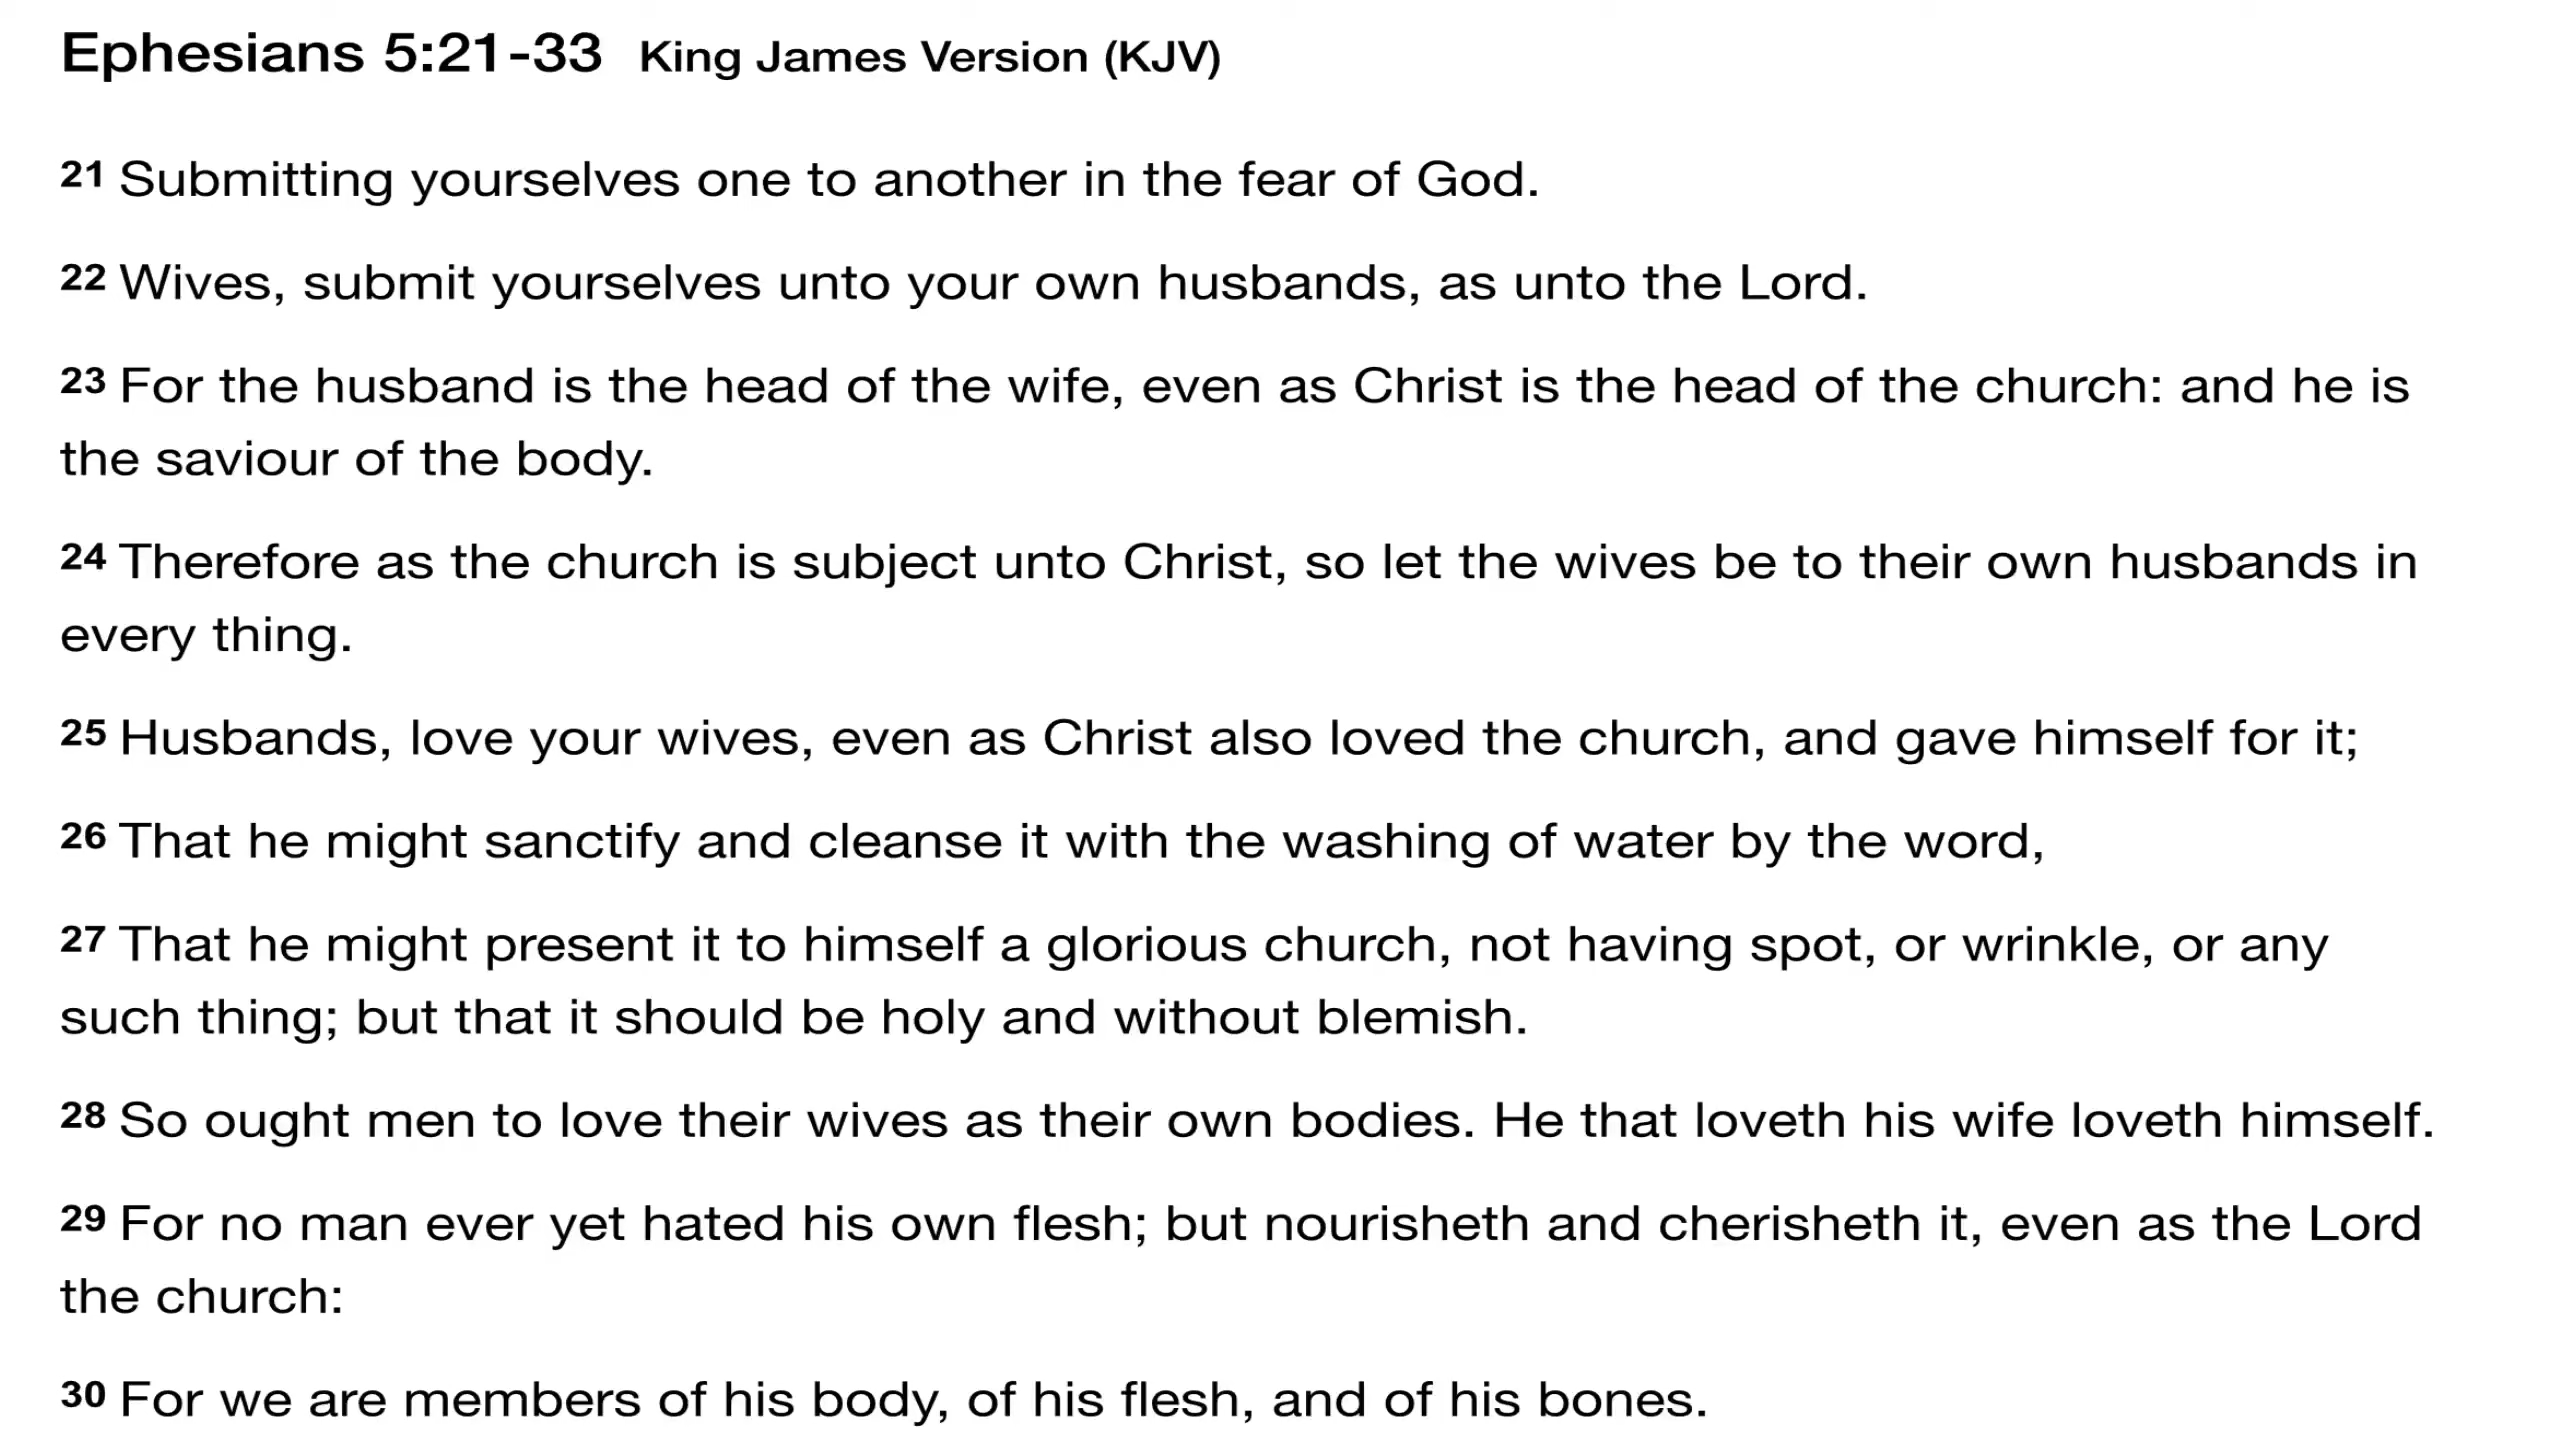 Ephesians 5:21-33 King James Version (KJV)
21 Submitting yourselves one to another in the fear of God.
22 Wives, submit yourselves unto your own husbands, as unto the Lord.
23 For the husband is the head of the wife, even as Christ is the head of the church: and he is
the saviour of the body.
24 Therefore as the church is subject unto Christ, so let the wives be to their own husbands in
every thing.
25 Husbands, love your wives, even as Christ also loved the church, and gave himself for it;
26 That he might sanctify and cleanse it with the washing of water by the word,
27 That he might present it to himself a glorious church, not having spot, or wrinkle, or any
such thing; but that it should be holy and without blemish.
28 So ought men to love their wives as their own bodies. He that loveth his wife loveth himself.
29 For no man ever yet hated his own flesh; but nourisheth and cherisheth it, even as the Lord
the church:
30 For we are members of his body, of his flesh, and of his bones.